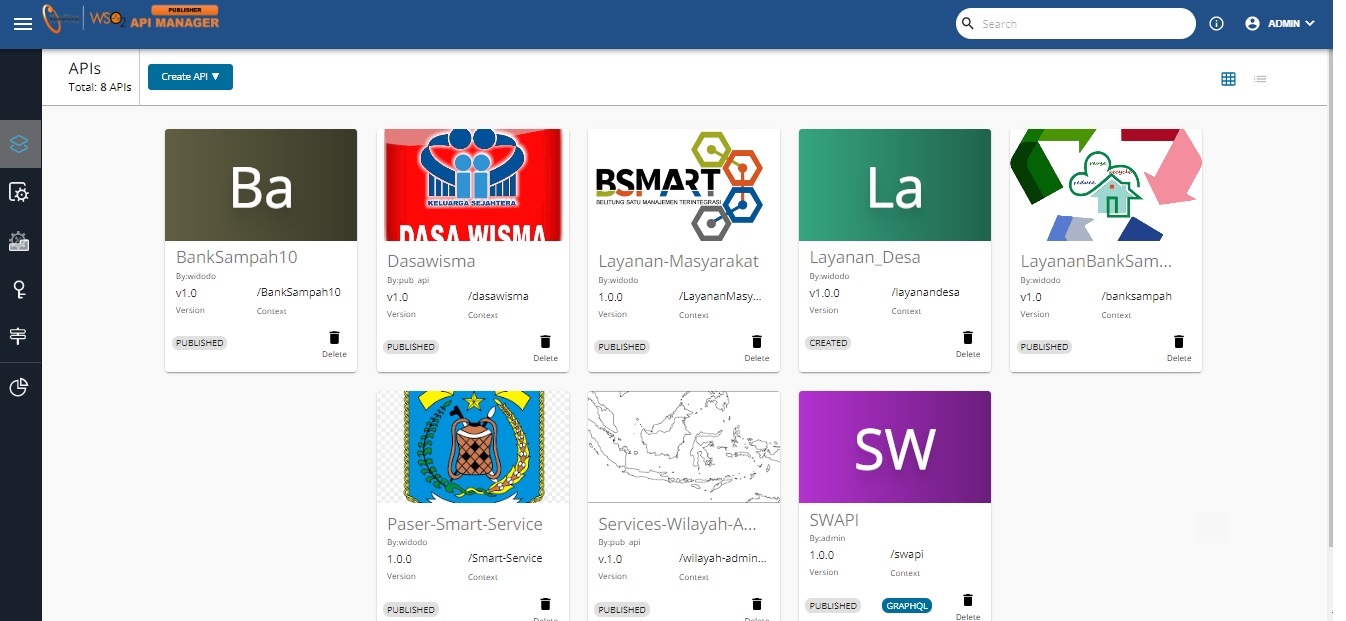 PUBLISHER
WSO2 API MANAGER
Search
ADMIN
APIs
Total: 8 APIs
Create API ▼
Ba
BankSampah10
By:widodo
v1.0 /BankSampah10
Version Context
PUBLISHED
Delete
KELUARGA SEJAHTERA
DASA WISMA
Dasawisma
By:pub_api
v1.0 /dasawisma
Version Context
PUBLISHED
Delete
BSMART
BELITUNG SATU MANAJEMEN TERINTEGRASI
Layanan-Masyarakat
By:widodo
1.0.0 /LayananMasy...
Version Context
PUBLISHED
Delete
La
Layanan_Desa
By:widodo
v1.0.0 /layanandesa
Version Context
CREATED
Delete
reuse
recycle
reduce
LayananBankSam...
By:widodo
v1.0 /banksampah
Version Context
PUBLISHED
Delete
Paser-Smart-Service
By:widodo
1.0.0 /Smart-Service
Version Context
PUBLISHED
Delete
Services-Wilayah-A...
By:pub_api
v.1.0 /wilayah-admin...
Version Context
PUBLISHED
Delete
SW
SWAPI
By:admin
1.0.0 /swapi
Version Context
PUBLISHED GRAPHQL
Delete